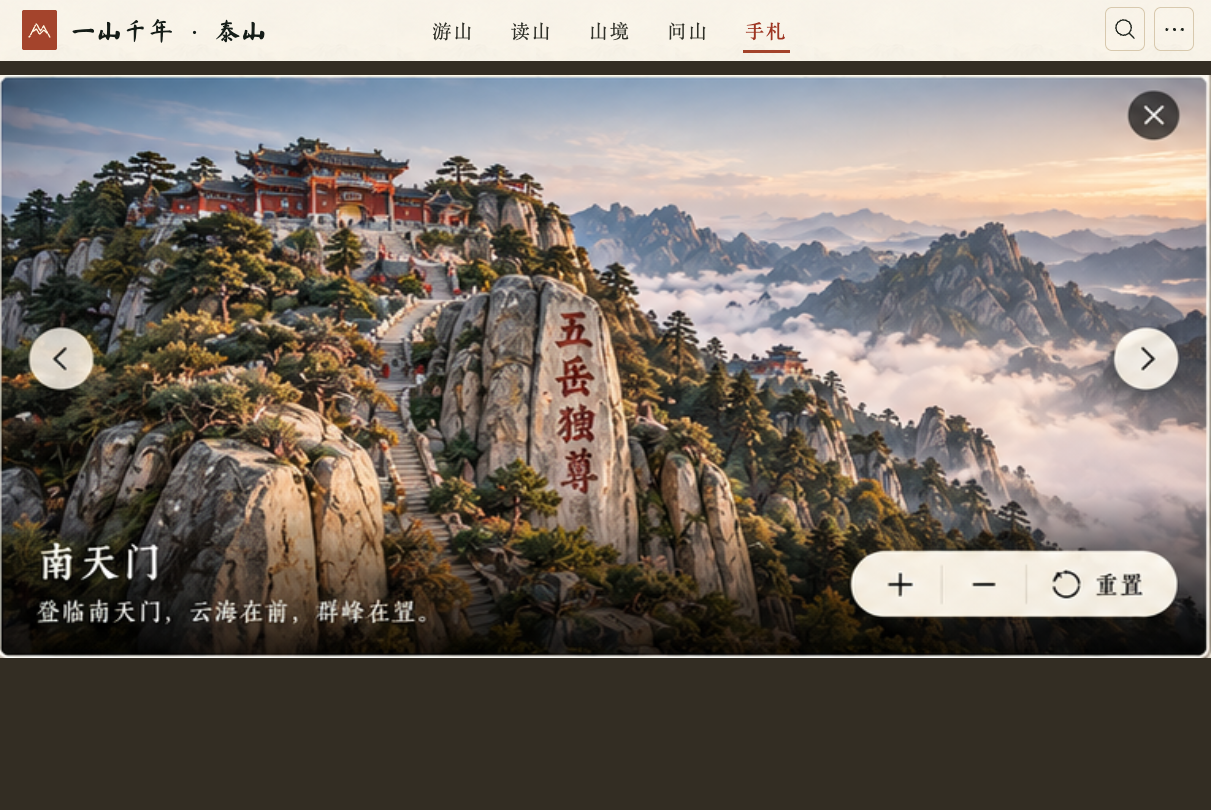 一山千年 · 泰山
游山 读山 山境 问山 手札
五岳独尊
南天门
登临南天门，云海在前，群峰在望。
重置